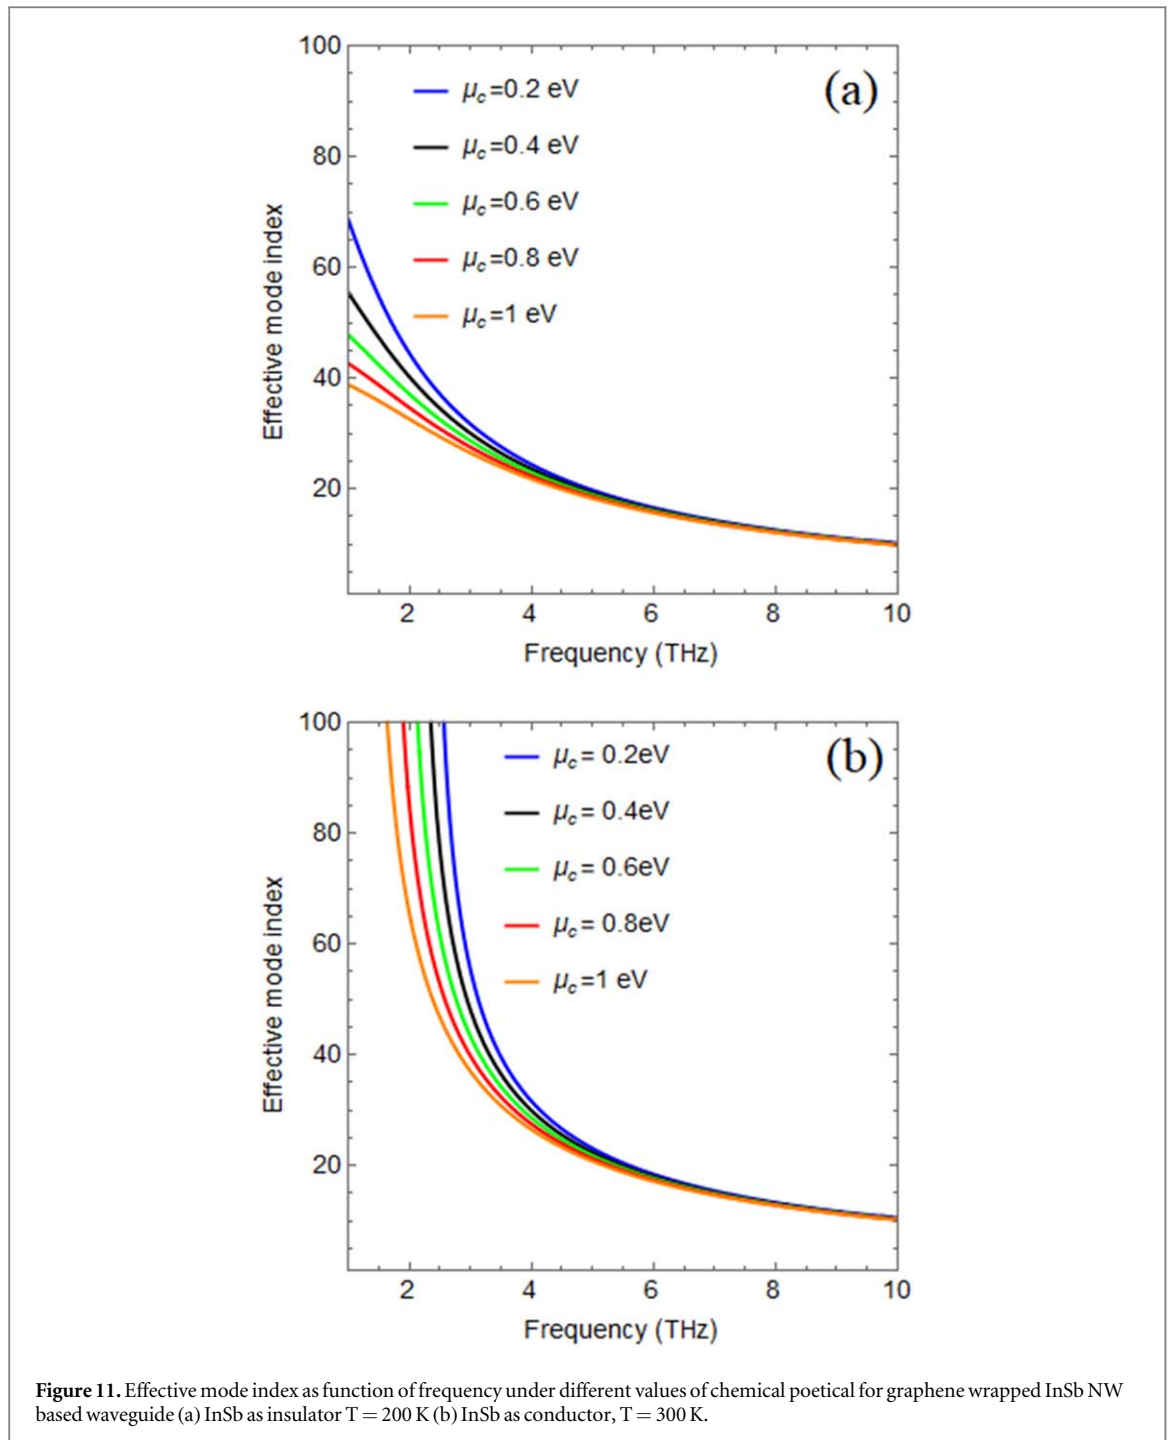 100
80
60
40
20
Effective mode index
μc=0.2 eV
μc=0.4 eV
μc=0.6 eV
μc=0.8 eV
μc=1 eV
(a)
2 4 6 8 10
Frequency (THz)
100
80
60
40
20
Effective mode index
μc= 0.2eV
μc= 0.4eV
μc= 0.6eV
μc= 0.8eV
μc=1 eV
(b)
2 4 6 8 10
Frequency (THz)
Figure 11. Effective mode index as function of frequency under different values of chemical poetical for graphene wrapped InSb NW
based waveguide (a) InSb as insulator T = 200 K (b) InSb as conductor, T = 300 K.